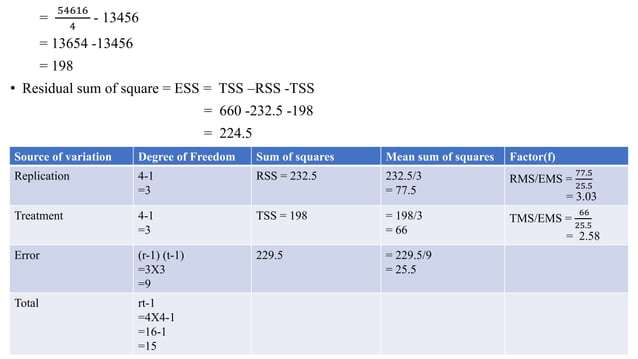 = 54616/4 - 13456
= 13654 -13456
= 198
• Residual sum of square = ESS = TSS –RSS -TSS
= 660 -232.5 -198
= 224.5
Source of variation Degree of Freedom Sum of squares Mean sum of squares Factor(f)
Replication 4-1 RSS = 232.5 232.5/3 RMS/EMS = 77.5/25.5
=3 = 77.5 = 3.03
Treatment 4-1 TSS = 198 = 198/3 TMS/EMS = 66/25.5
=3 = 66 = 2.58
Error (r-1) (t-1) 229.5 = 229.5/9
=3X3 = 25.5
=9
Total rt-1
=4X4-1
=16-1
=15